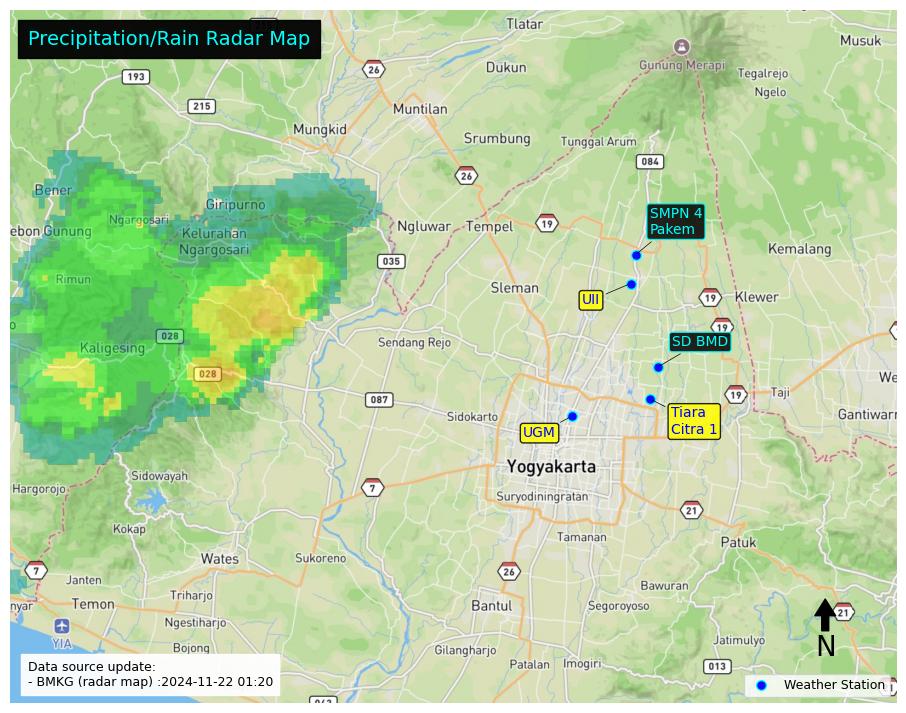 Precipitation/Rain Radar Map
Tlatar
Musuk
26
Dukun
Gunung Merapi
Tegalrejo
193
Ngelo
215
Muntilan
Mungkid
Srumbung
Tunggal Arum
084
26
Bener
Giripurno
SMPN 4
Pakem
Ngargosari
Ngluwar
Tempel
19
ebon Gunung
Kelurahan
Ngargosari
Kemalang
035
Rimun
Sleman
UII
19
Klewer
19
028
Kaligesing
Sendang Rejo
SD BMD
028
We
087
19
Taji
Sidokarto
Tiara
Citra 1
Gantiwarn
UGM
Yogyakarta
Sidowayah
Hargorojo
7
Suryodiningratan
21
Kokap
Tamanan
Patuk
Wates
Sukoreno
7
26
Janten
Bawuran
Triharjo
nyar
Temon
Bantul
Segoroyoso
21
Ngestiharjo
YIA
Jatimulyo
N
Bojong
Gilangharjo
Patalan
Imogiri
013
Data source update:
- BMKG (radar map) :2024-11-22 01:20
Weather Station